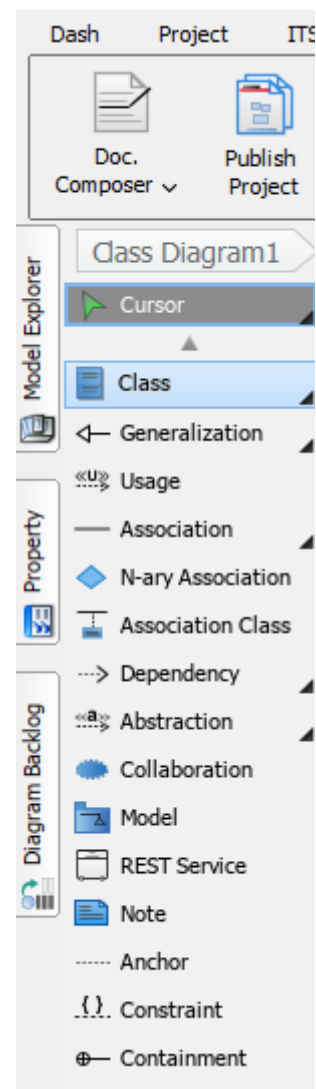 Dash Project ITS
Doc.
Composer
Publish
Project
Model Explorer
Property
Diagram Backlog
Class Diagram1
Cursor
Class
Generalization
«U» Usage
Association
N-ary Association
Association Class
Dependency
«a» Abstraction
Collaboration
Model
REST Service
Note
Anchor
{ } Constraint
Containment